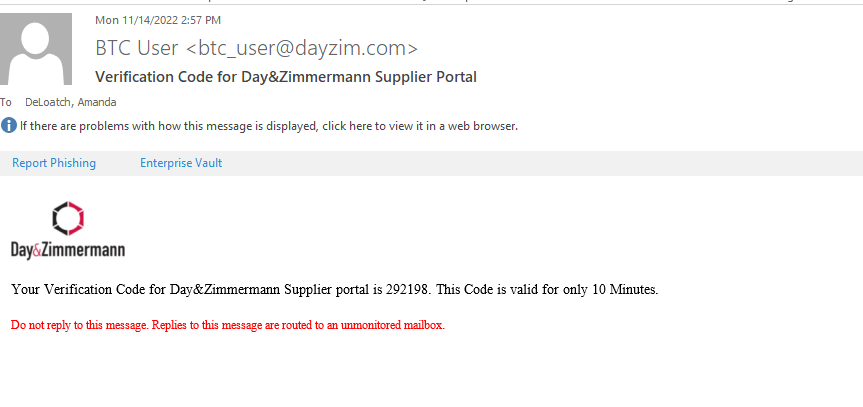 Mon 11/14/2022 2:57 PM
BTC User <btc_user@dayzim.com>
Verification Code for Day&Zimmermann Supplier Portal
To DeLoatch, Amanda
If there are problems with how this message is displayed, click here to view it in a web browser.
Report Phishing Enterprise Vault
Day&Zimmermann
Your Verification Code for Day&Zimmermann Supplier portal is 292198. This Code is valid for only 10 Minutes.
Do not reply to this message. Replies to this message are routed to an unmonitored mailbox.